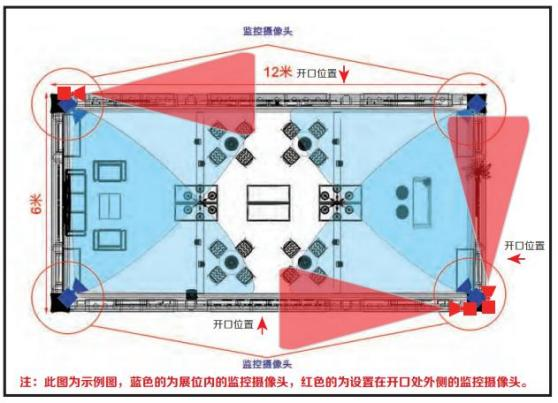 监控摄像头
12米 开口位置
6米
开口位置
开口位置
监控摄像头
注：此图为示例图，蓝色的为展位内的监控摄像头，红色的为设置在开口处外侧的监控摄像头。